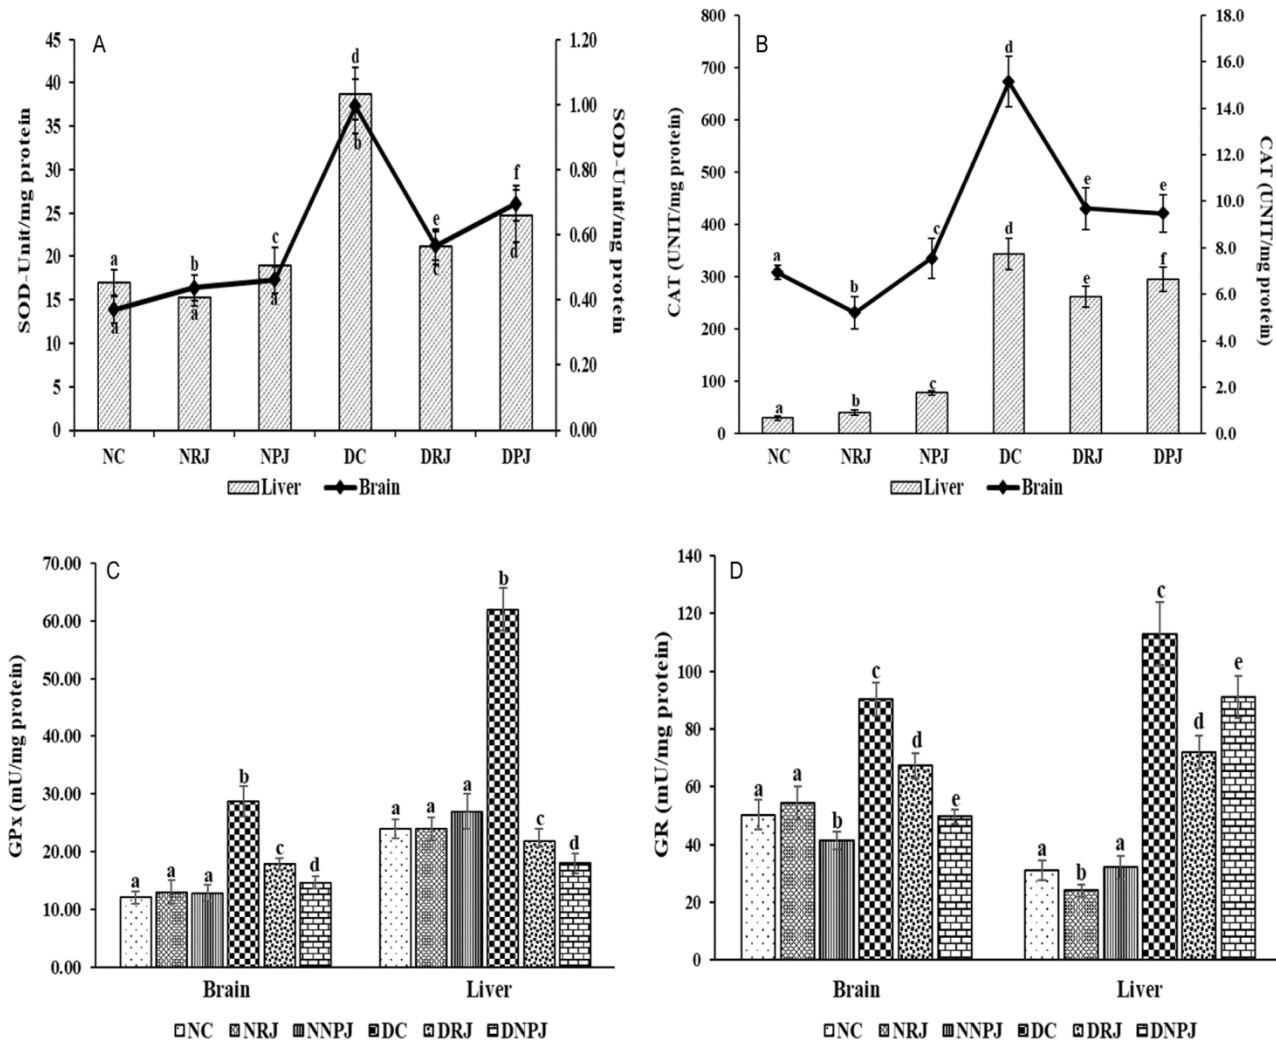 A
SOD-Unit/mg protein
45
40
35
30
25
20
15
10
5
0
1.20
1.00
0.80
0.60
0.40
0.20
0.00
SOD-Unit/mg protein
a
b
c
d
e
f
a
a
a
b
c
d
NC NRJ NPJ DC DRJ DPJ
Liver Brain
B
CAT (UNIT/mg protein)
800
700
600
500
400
300
200
100
0
18.0
16.0
14.0
12.0
10.0
8.0
6.0
4.0
2.0
0.0
CAT (UNIT/mg protein)
a
b
c
d
e
e
a
b
c
d
e
f
NC NRJ NPJ DC DRJ DPJ
Liver Brain
C
GPx (mU/mg protein)
70.00
60.00
50.00
40.00
30.00
20.00
10.00
0.00
a a a b c d
a a a b c d
Brain Liver
NC NRJ NNPJ DC DRJ DNPJ
D
GR (mU/mg protein)
140
120
100
80
60
40
20
0
a a b c d e
a b a c d e
Brain Liver
NC NRJ NNPJ DC DRJ DNPJ